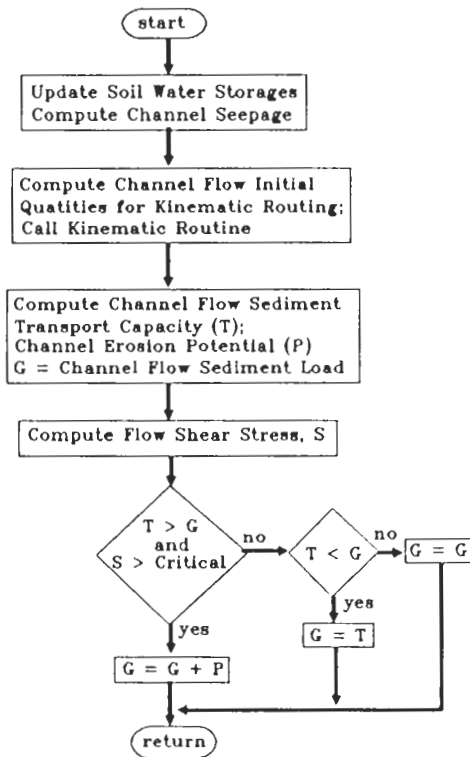 start
Update Soil Water Storages
Compute Channel Seepage
Compute Channel Flow Initial
Quatities for Kinematic Routing;
Call Kinematic Routine
Compute Channel Flow Sediment
Transport Capacity (T);
Channel Erosion Potential (P)
G = Channel Flow Sediment Load
Compute Flow Shear Stress, S
T > G
and
S > Critical
no
T < G
no
G = G
yes
G = T
yes
G = G + P
return